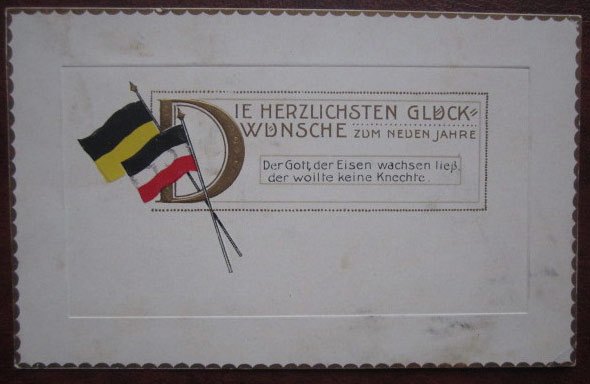 DIE HERZLICHSTEN GLÜCK=
WÜNSCHE ZUM NEUEN JAHRE
Der Gott, der Eisen wachsen ließ,
der wollte keine Knechte.